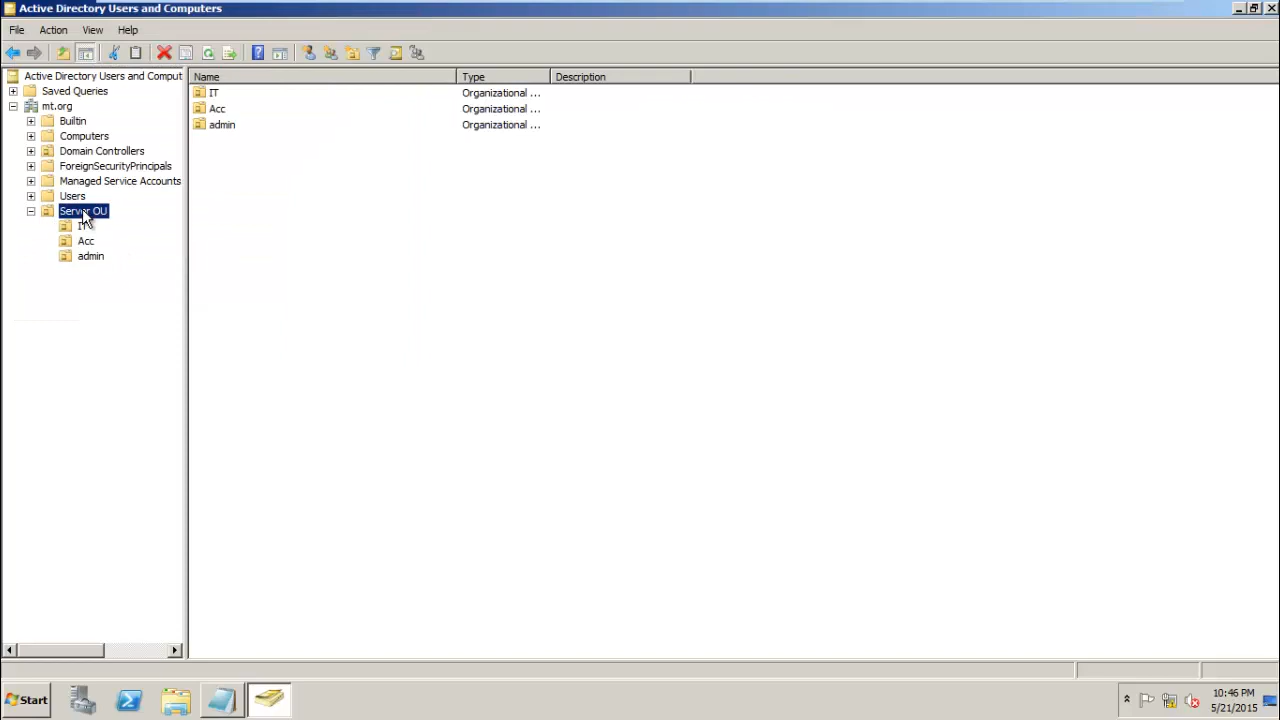 Active Directory Users and Computers
File Action View Help
Active Directory Users and Comput
Saved Queries
mt.org
Builtin
Computers
Domain Controllers
ForeignSecurityPrincipals
Managed Service Accounts
Users
Server OU
IT
Acc
admin
Name Type Description
IT Organizational ...
Acc Organizational ...
admin Organizational ...
Start
10:46 PM
5/21/2015